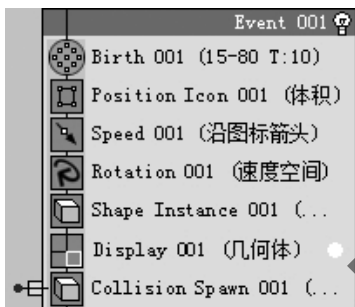 Event 001
Birth 001 (15-80 T:10)
Position Icon 001 (体积)
Speed 001 (沿图标箭头)
Rotation 001 (速度空间)
Shape Instance 001 (...
Display 001 (几何体)
Collision Spawn 001 (...